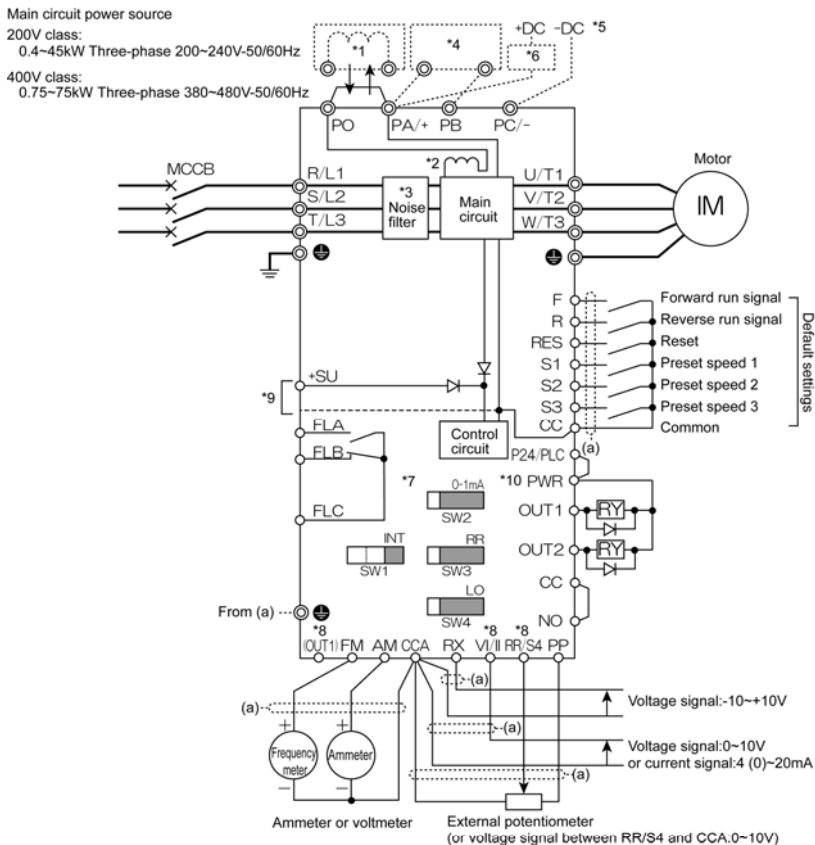 Main circuit power source
200V class:
0.4~45kW Three-phase 200~240V-50/60Hz
400V class:
0.75~75kW Three-phase 380~480V-50/60Hz
*1
*4
+DC -DC *5
*6
PO PA/+ PB PC/-
MCCB
R/L1
S/L2
T/L3
*2
*3
Noise
filter
Main
circuit
U/T1
V/T2
W/T3
Motor
IM
F
R
RES
S1
S2
S3
CC
Forward run signal
Reverse run signal
Reset
Preset speed 1
Preset speed 2
Preset speed 3
Common
Default settings
(a)
*9
+SU
FLA
FLB
FLC
Control
circuit
P24/PLC
*10 PWR
OUT1
OUT2
CC
NO
RY
RY
*7
0-1mA
SW2
INT
SW1
RR
SW3
LO
SW4
From (a)
*8 *8 *8
(OUT1) FM AM CCA RX VI/II RR/S4 PP
(a)
(a)
(a)
(a)
+ +
Frequency
meter
Ammeter
− −
Voltage signal:-10~+10V
Voltage signal:0~10V
or current signal:4 (0)~20mA
Ammeter or voltmeter
External potentiometer
(or voltage signal between RR/S4 and CCA:0~10V)